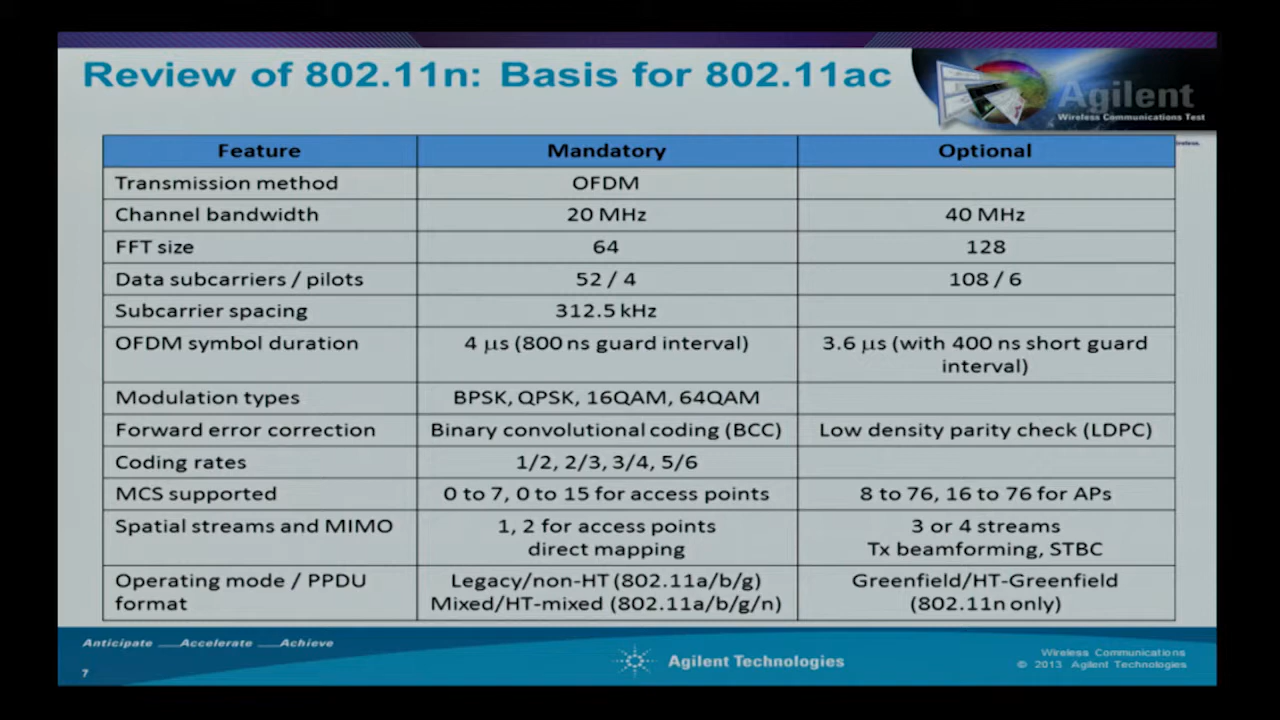 Review of 802.11n: Basis for 802.11ac
Agilent
Wireless Communications Test
Feature Mandatory Optional
Transmission method OFDM
Channel bandwidth 20 MHz 40 MHz
FFT size 64 128
Data subcarriers / pilots 52 / 4 108 / 6
Subcarrier spacing 312.5 kHz
OFDM symbol duration 4 µs (800 ns guard interval) 3.6 µs (with 400 ns short guard
interval)
Modulation types BPSK, QPSK, 16QAM, 64QAM
Forward error correction Binary convolutional coding (BCC) Low density parity check (LDPC)
Coding rates 1/2, 2/3, 3/4, 5/6
MCS supported 0 to 7, 0 to 15 for access points 8 to 76, 16 to 76 for APs
Spatial streams and MIMO 1, 2 for access points 3 or 4 streams
direct mapping Tx beamforming, STBC
Operating mode / PPDU Legacy/non-HT (802.11a/b/g) Greenfield/HT-Greenfield
format Mixed/HT-mixed (802.11a/b/g/n) (802.11n only)
Anticipate Accelerate Achieve
7
Agilent Technologies
Wireless Communications
© 2013 Agilent Technologies